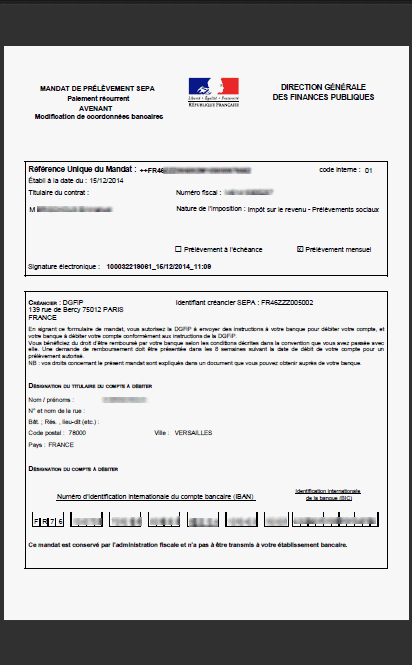 MANDAT DE PRÉLÈVEMENT SEPA
Paiement récurrent
AVENANT
Modification de coordonnées bancaires
Liberté • Égalité • Fraternité
RÉPUBLIQUE FRANÇAISE
DIRECTION GÉNÉRALE
DES FINANCES PUBLIQUES
Référence Unique du Mandat : ++FR46
code interne : 01
Établi à la date du : 15/12/2014
Titulaire du contrat :
Numéro fiscal :
M
Nature de l'imposition : Impôt sur le revenu - Prélèvements sociaux
Prélèvement à l'échéance
Prélèvement mensuel
Signature électronique : 100032219061_15/12/2014_11:09
CRÉANCIER : DGFIP
Identifiant créancier SEPA : FR46ZZZ005002
139 rue de Bercy 75012 PARIS
FRANCE
En signant ce formulaire de mandat, vous autorisez la DGFIP à envoyer des instructions à votre banque pour débiter votre compte, et
votre banque à débiter votre compte conformément aux instructions de la DGFIP.
Vous bénéficiez du droit d'être remboursé par votre banque selon les conditions décrites dans la convention que vous avez passée avec
elle. Une demande de remboursement doit être présentée dans les 8 semaines suivant la date de débit de votre compte pour un
prélèvement autorisé.
NB : vos droits concernant le présent mandat sont expliqués dans un document que vous pouvez obtenir auprès de votre banque.
DÉSIGNATION DU TITULAIRE DU COMPTE À DÉBITER
Nom / prénoms :
N° et nom de la rue :
Bât. ; Rés. , lieu-dit (etc.) :
Code postal : 78000
Ville : VERSAILLES
Pays : FRANCE
DÉSIGNATION DU COMPTE À DÉBITER
Numéro d'identification internationale du compte bancaire (IBAN)
Identification internationale
de la banque (BIC)
FR76
Ce mandat est conservé par l'administration fiscale et n'a pas à être transmis à votre établissement bancaire.